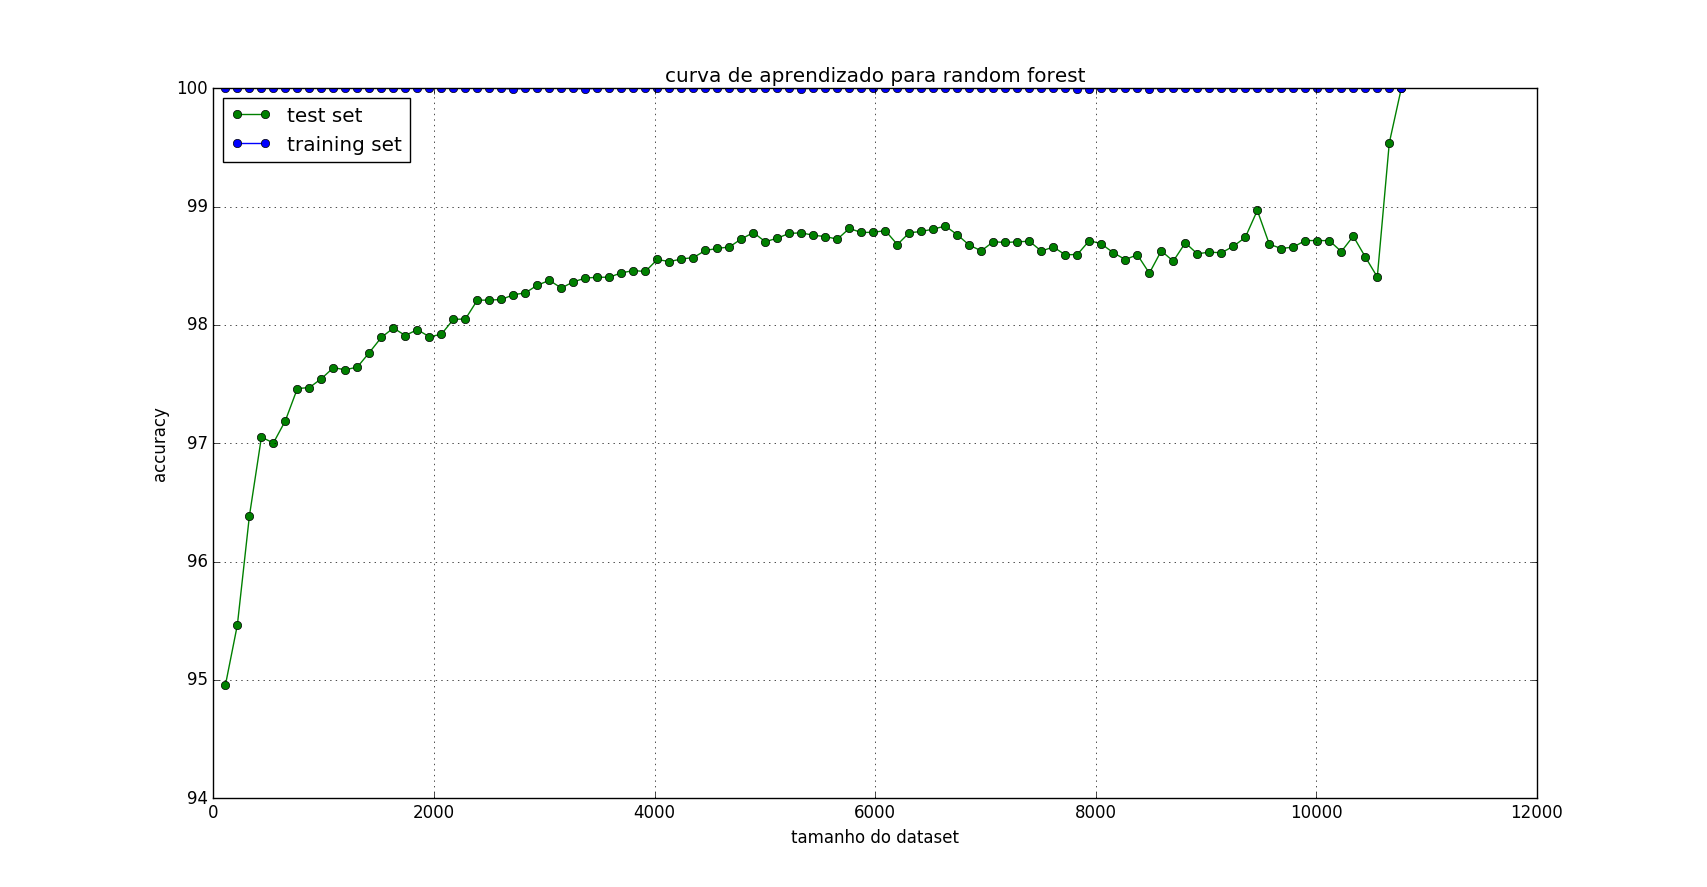 curva de aprendizado para random forest
100
99
98
97
96
95
94
test set
training set
accuracy
0 2000 4000 6000 8000 10000 12000
tamanho do dataset